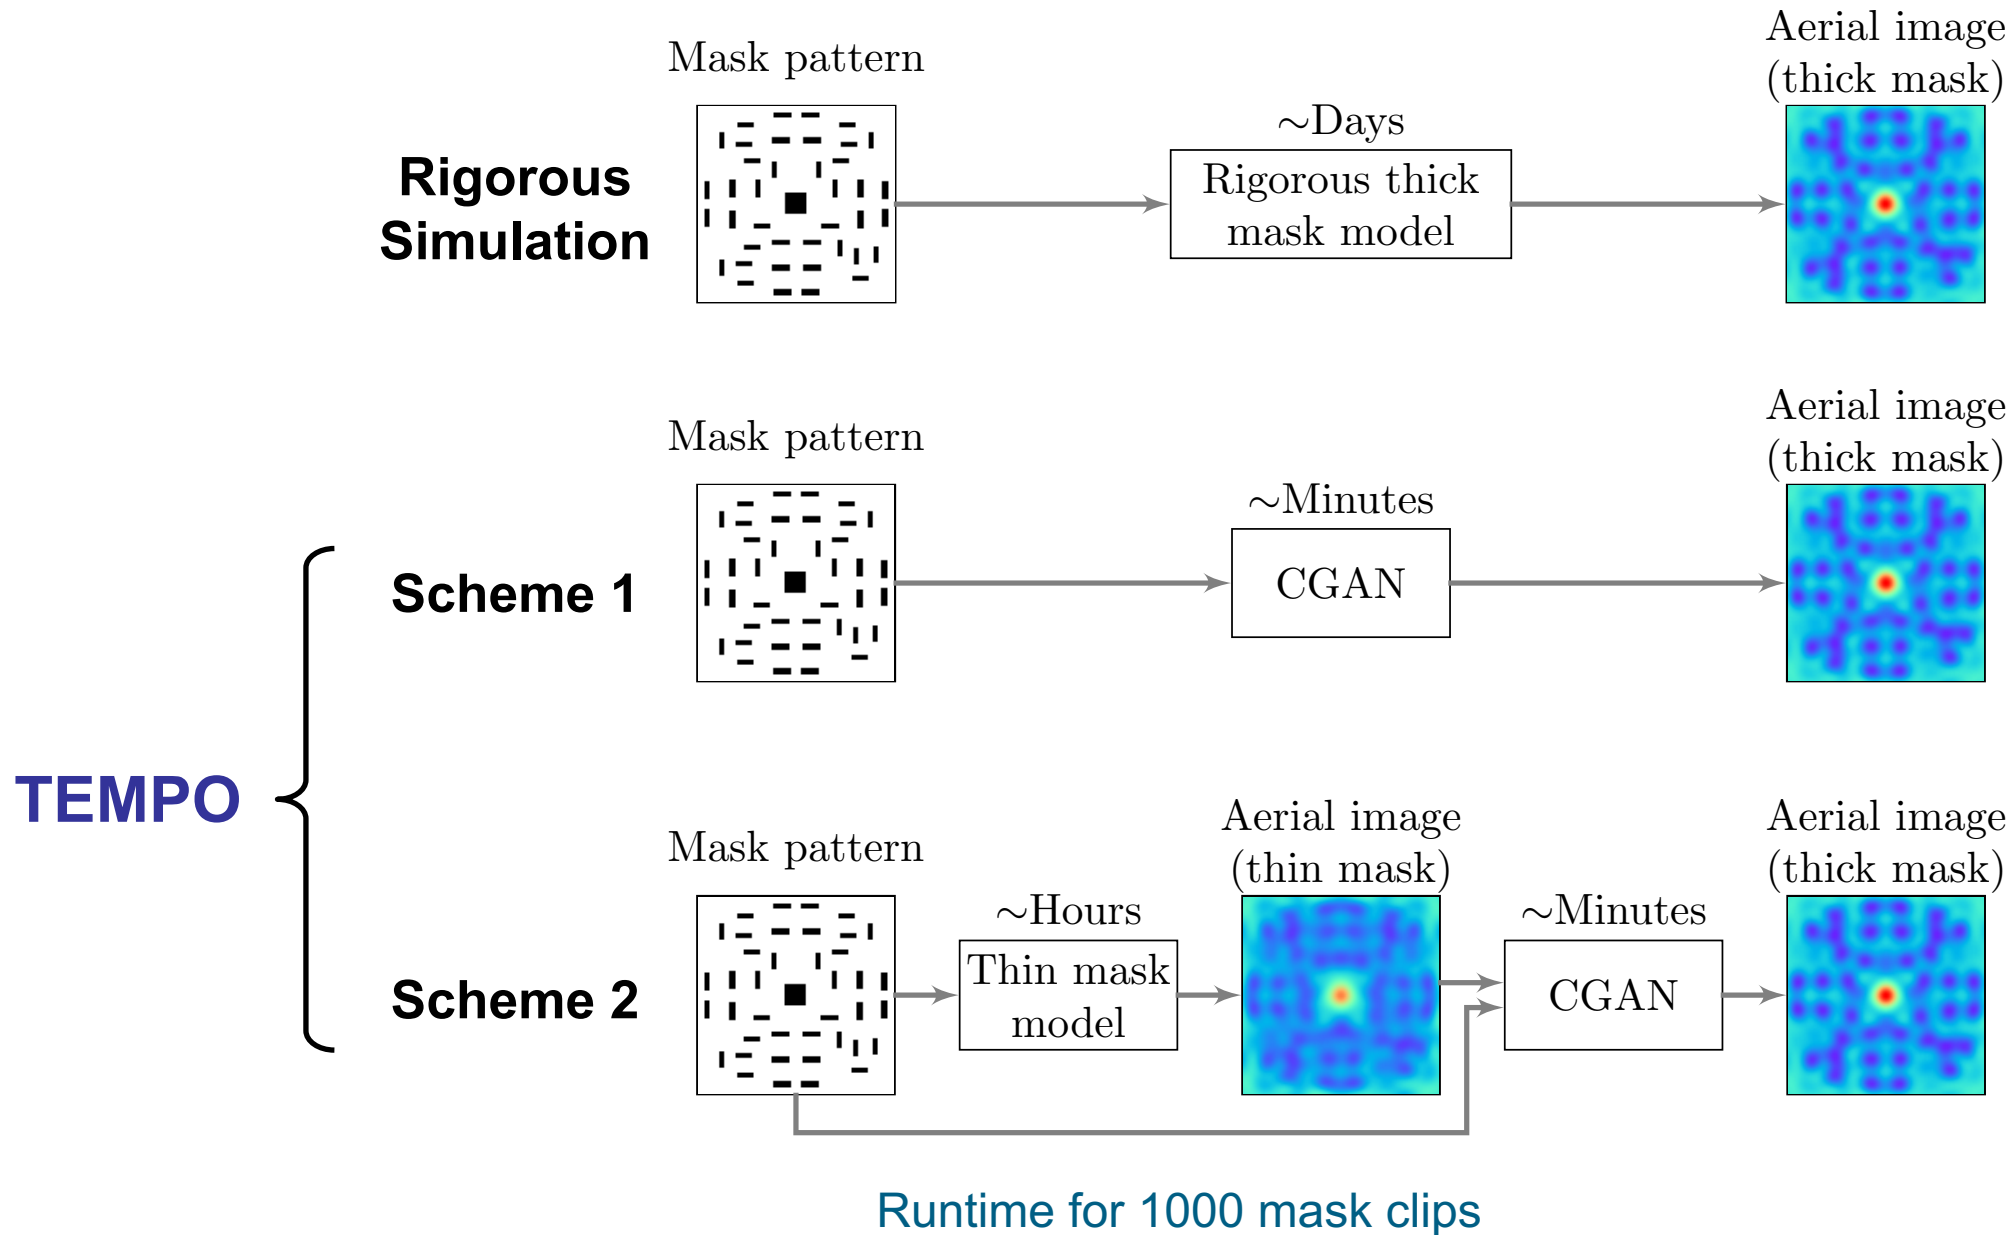 Mask pattern
Aerial image
(thick mask)
~Days
Rigorous
Simulation
Rigorous thick
mask model
Mask pattern
Aerial image
(thick mask)
~Minutes
Scheme 1
CGAN
TEMPO
Mask pattern
Aerial image
(thin mask)
Aerial image
(thick mask)
~Hours
~Minutes
Scheme 2
Thin mask
model
CGAN
Runtime for 1000 mask clips